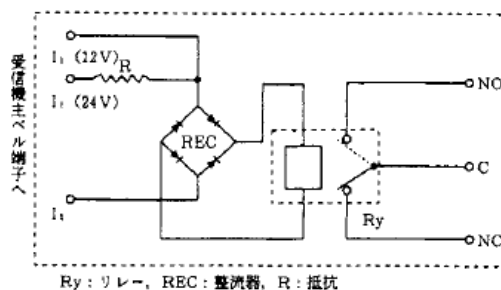 受信機主ベル端子へ
I₁ (12V)
R
I₂ (24V)
REC
I₃
Ry
NO
C
NC
Ry：リレー，REC：整流器，R：抵抗